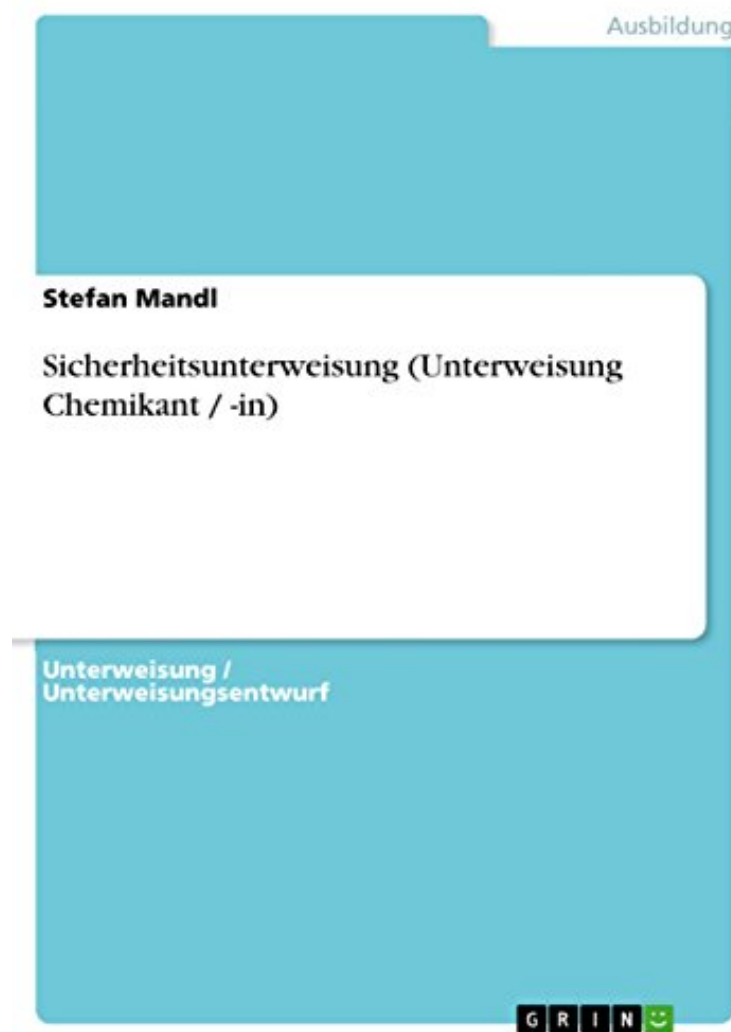 Ausbildung
Stefan Mandl
Sicherheitsunterweisung (Unterweisung
Chemikant / -in)
Unterweisung /
Unterweisungsentwurf
GRIN